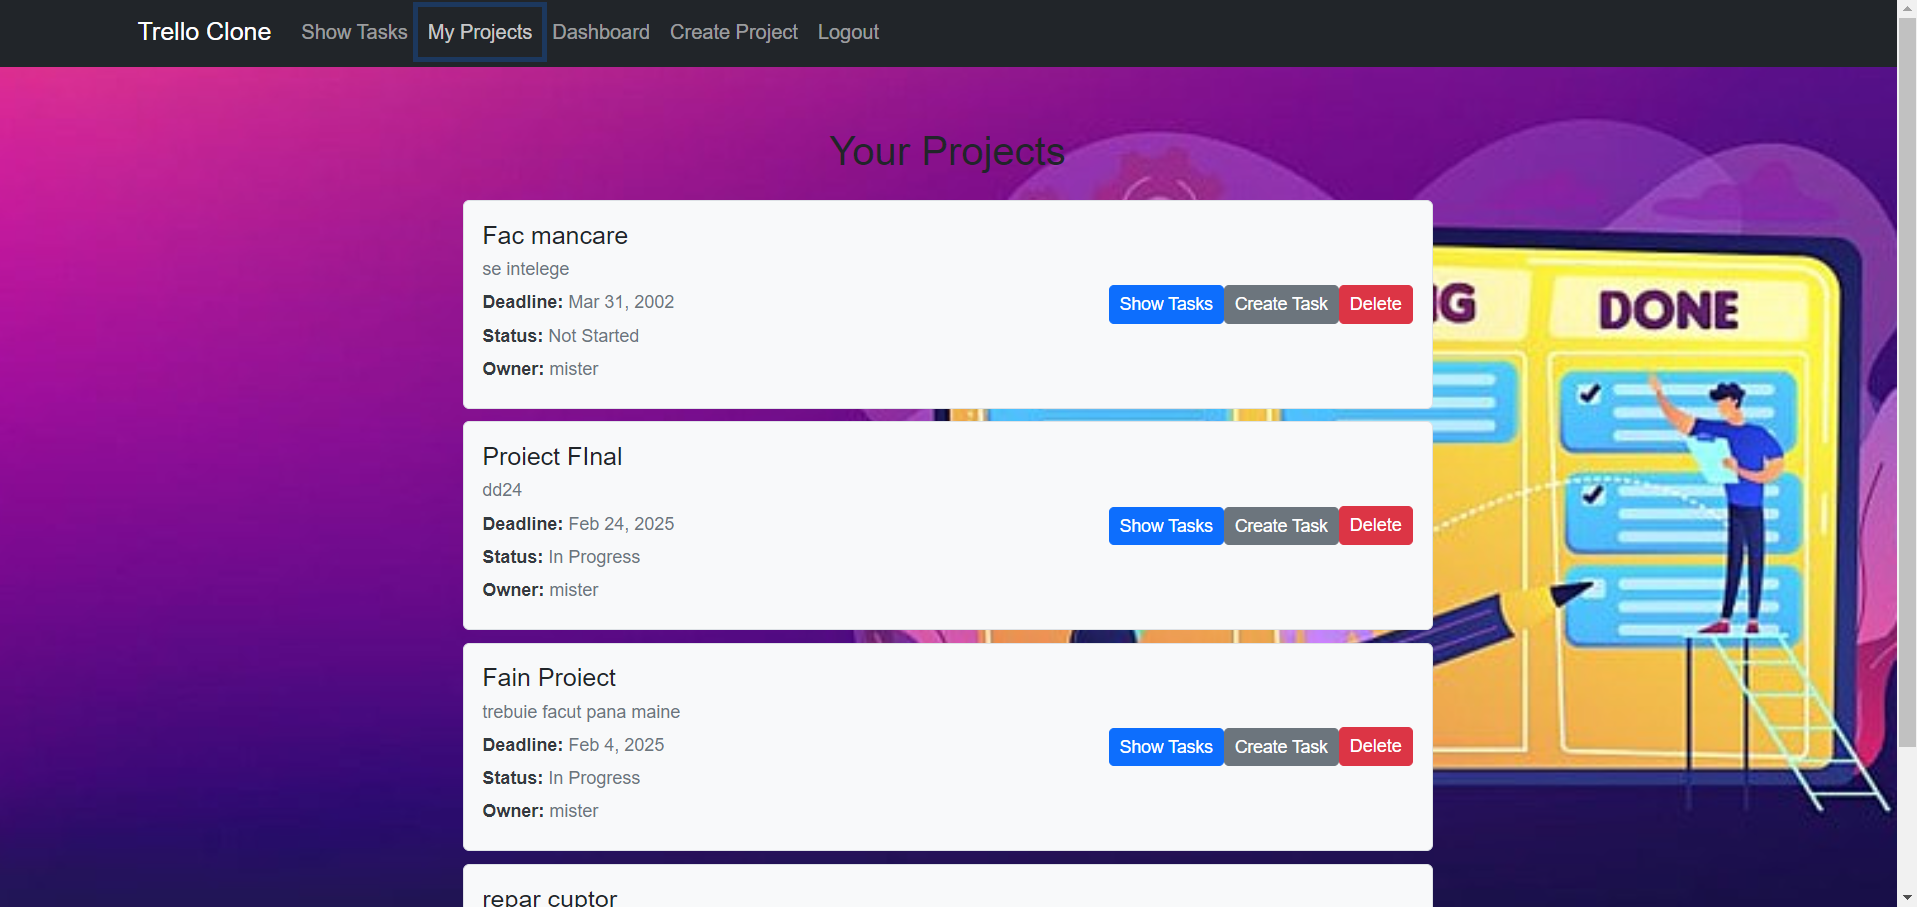 Trello Clone Show Tasks My Projects Dashboard Create Project Logout
Your Projects
Fac mancare
se intelege
Deadline: Mar 31, 2002
Status: Not Started
Owner: mister
Show Tasks Create Task Delete
G DONE
Proiect FInal
dd24
Deadline: Feb 24, 2025
Status: In Progress
Owner: mister
Show Tasks Create Task Delete
Fain Proiect
trebuie facut pana maine
Deadline: Feb 4, 2025
Status: In Progress
Owner: mister
Show Tasks Create Task Delete
repar cuptor